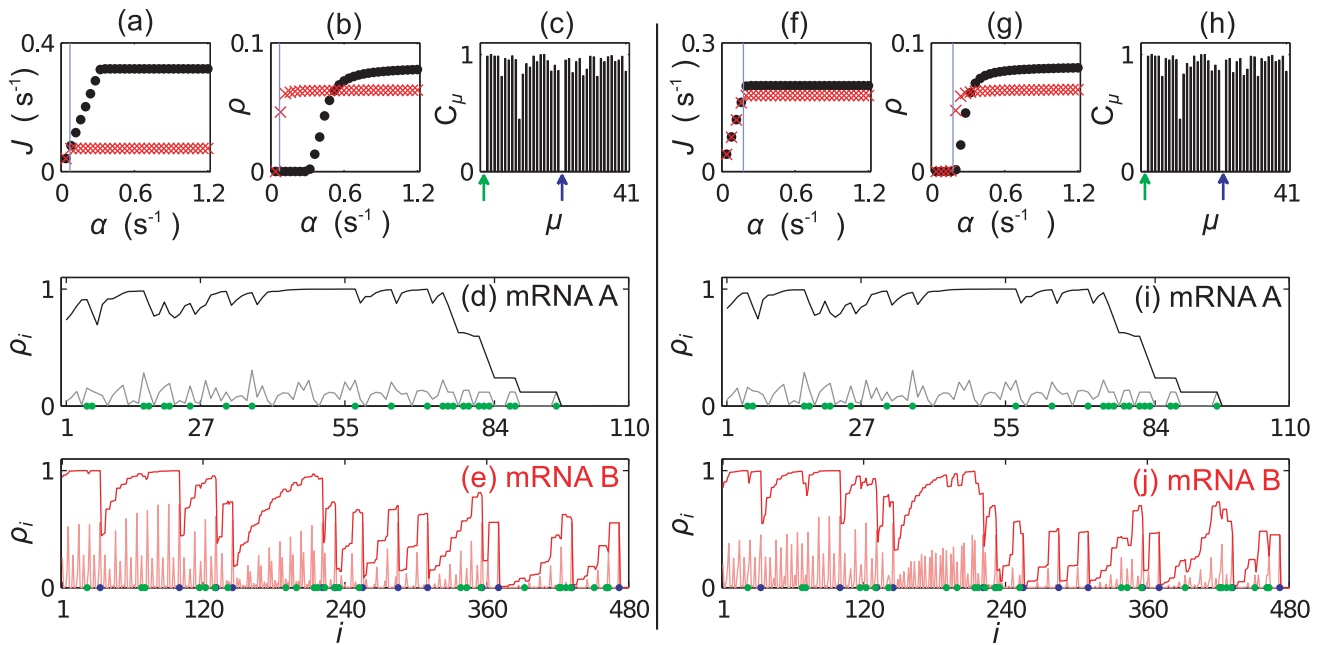 (a) (b) (c) (f) (g) (h)
0.4 0.1 1 0.3 0.1 1
J (s⁻¹) ρ C_μ J (s⁻¹) ρ C_μ
0 0 0 0 0 0
0 0.6 1.2 0 0.6 1.2 41 0 0.6 1.2 0 0.6 1.2 41
α (s⁻¹) α (s⁻¹) μ α (s⁻¹) α (s⁻¹) μ
1 (d) mRNA A 1 (i) mRNA A
ρ_i ρ_i
0 0
1 27 55 84 110 1 27 55 84 110
1 (e) mRNA B 1 (j) mRNA B
ρ_i ρ_i
0 0
1 120 240 360 480 1 120 240 360 480
i i